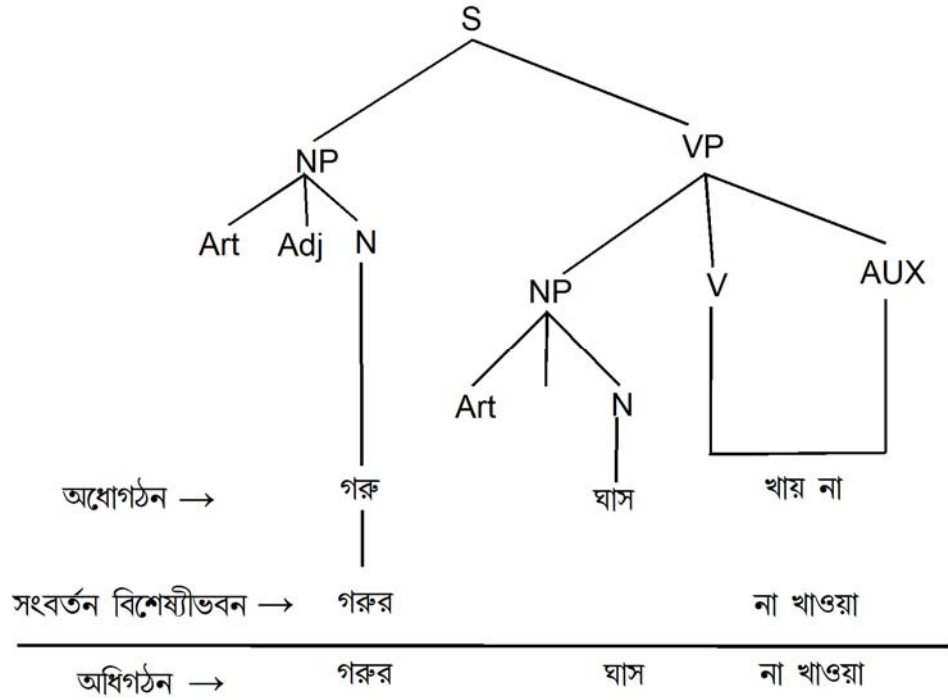 S
NP VP
Art Adj N
NP V AUX
Art N
অধোগঠন → গরু ঘাস খায় না
সংবর্তন বিশেষ্যীভবন → গরুর না খাওয়া
অধিগঠন → গরুর ঘাস না খাওয়া